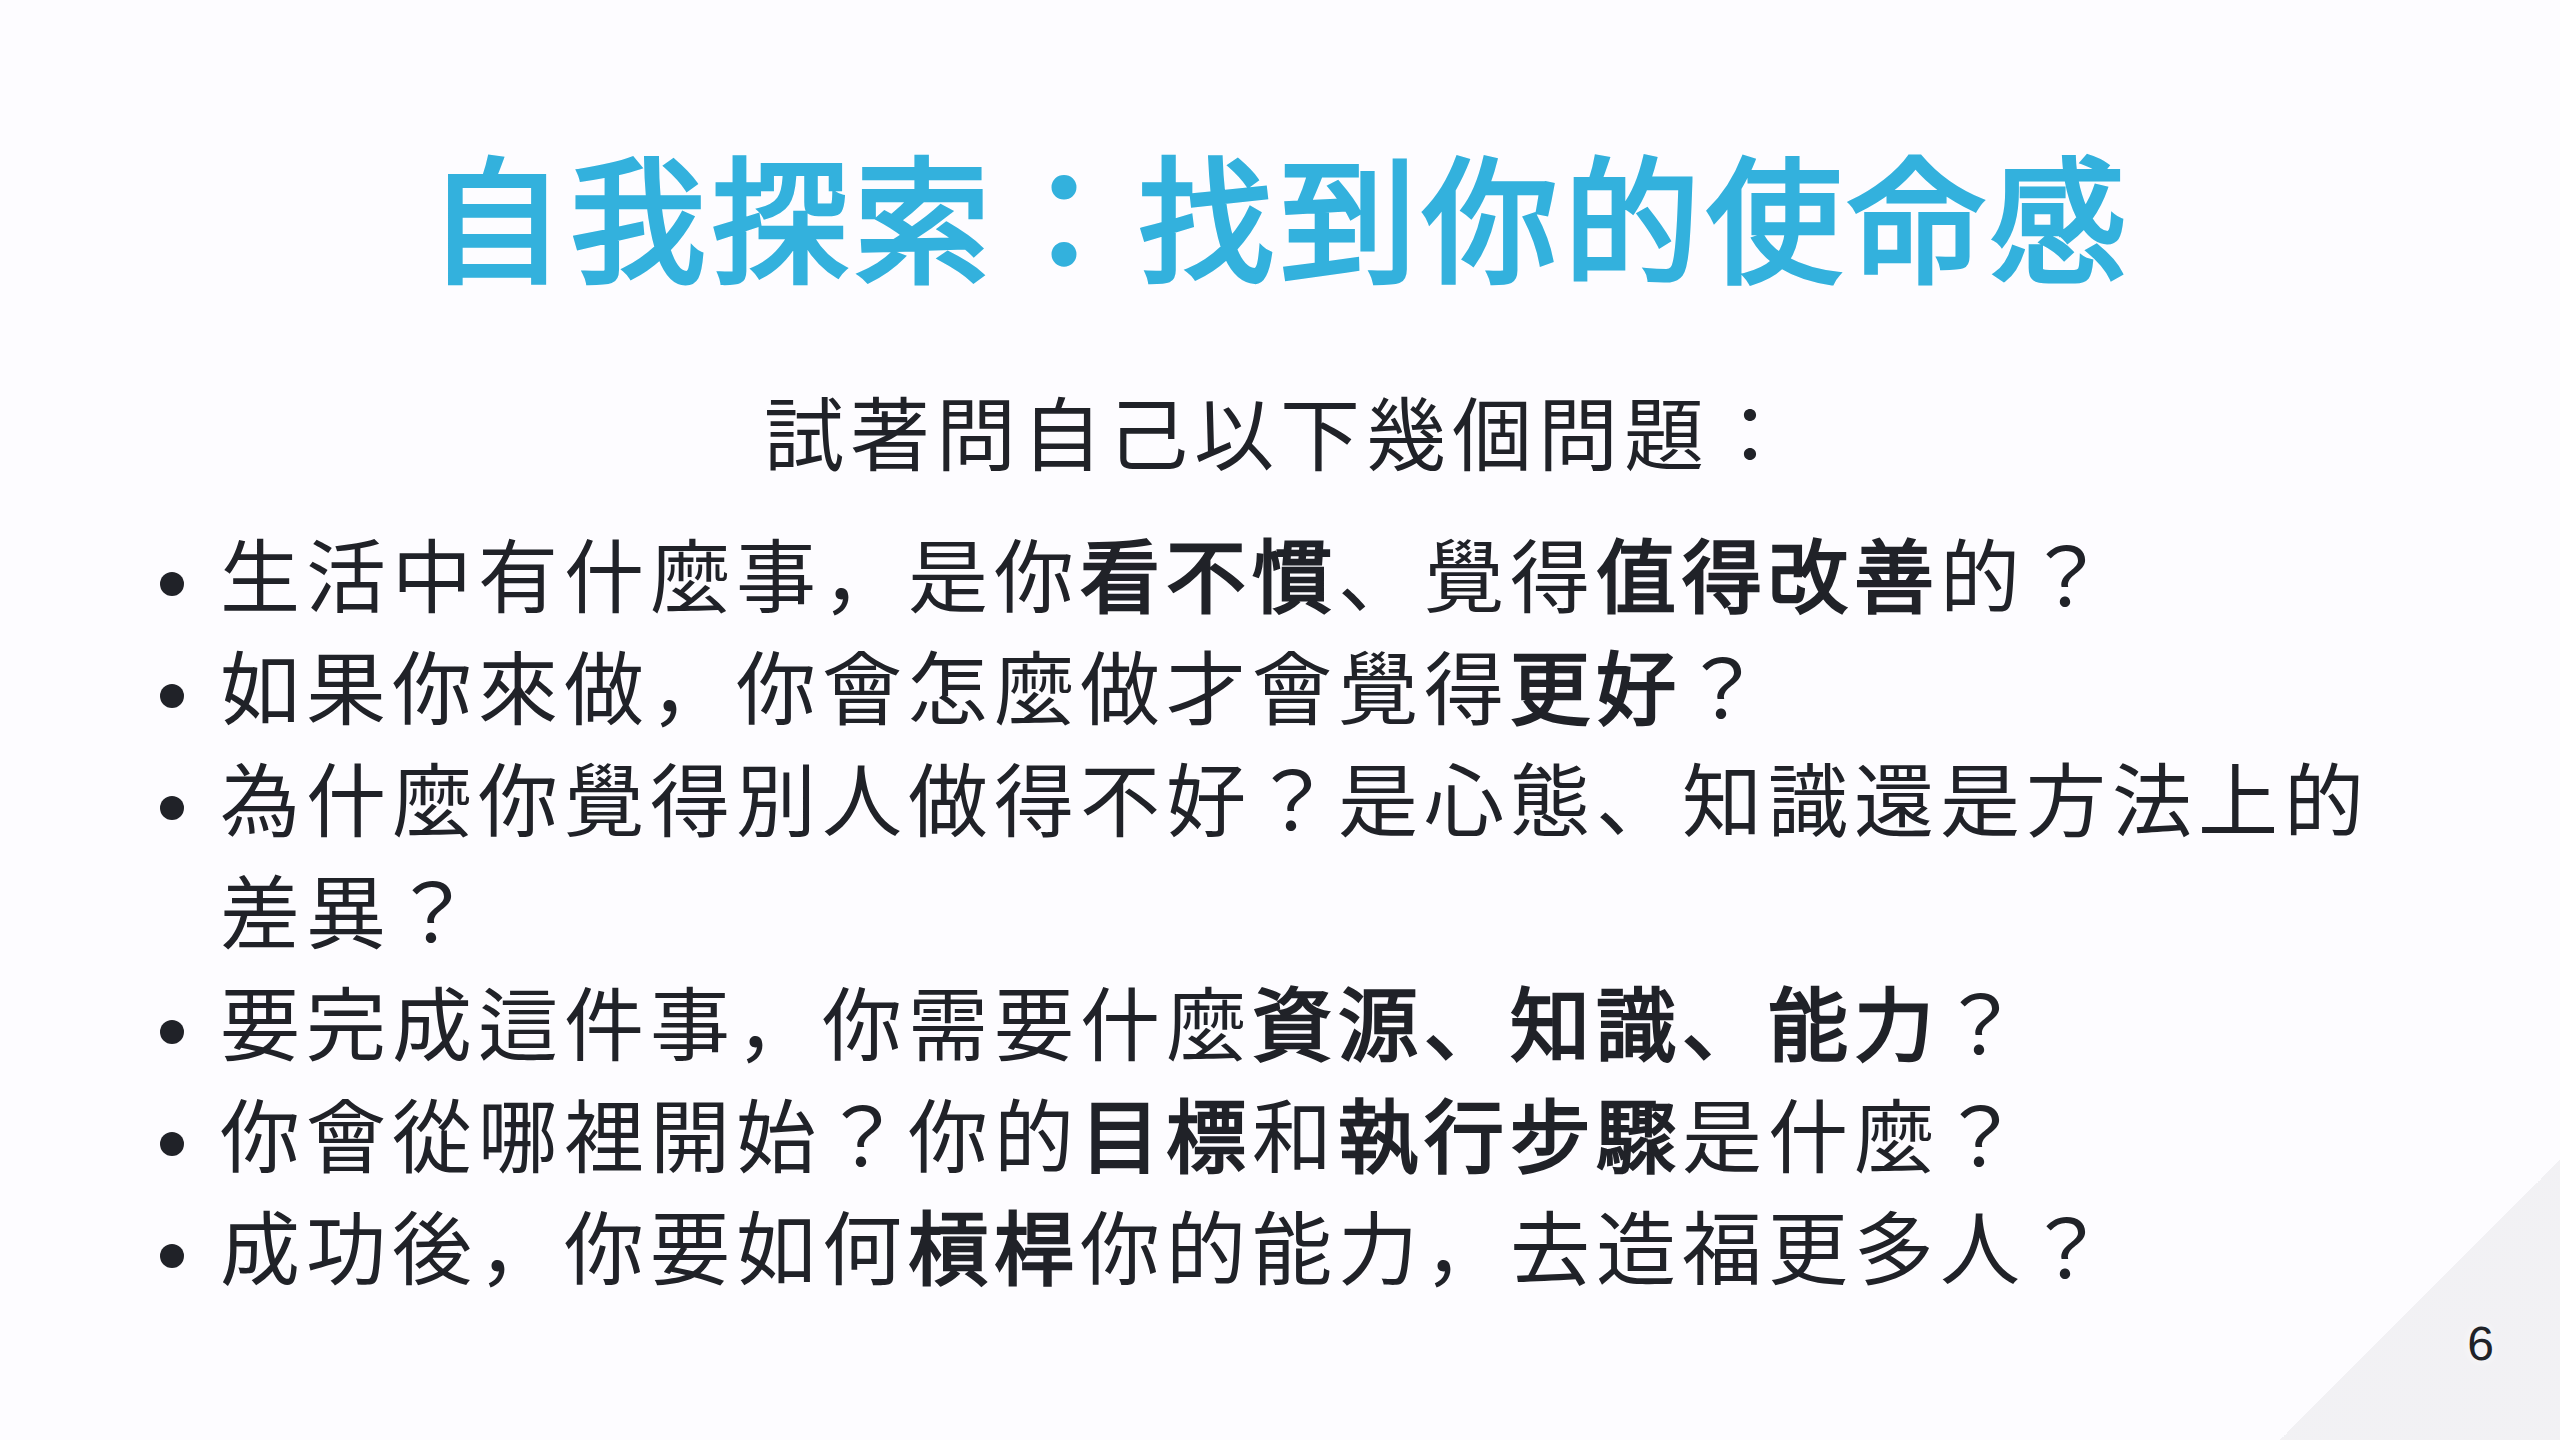 自我探索：找到你的使命感
試著問自己以下幾個問題：
• 生活中有什麼事，是你看不慣、覺得值得改善的？
• 如果你來做，你會怎麼做才會覺得更好？
• 為什麼你覺得別人做得不好？是心態、知識還是方法上的
差異？
• 要完成這件事，你需要什麼資源、知識、能力？
• 你會從哪裡開始？你的目標和執行步驟是什麼？
• 成功後，你要如何槓桿你的能力，去造福更多人？
6